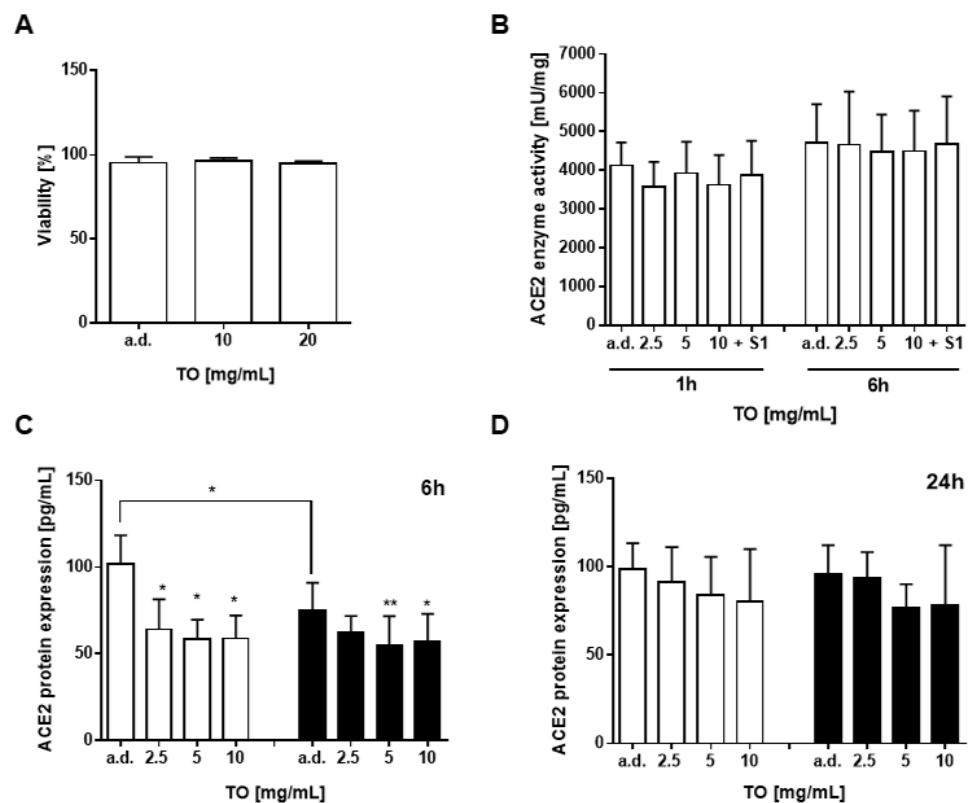 A
Viability [%]
150
100
50
0
a.d. 10 20
TO [mg/mL]
B
ACE2 enzyme activity [mU/mg]
7000
6000
5000
4000
3000
2000
1000
0
a.d. 2.5 5 10 + S1 a.d. 2.5 5 10 + S1
1h 6h
TO [mg/mL]
C
ACE2 protein expression [pg/mL]
6h
150
100
50
0
*
* * * ** *
a.d. 2.5 5 10 a.d. 2.5 5 10
TO [mg/mL]
D
ACE2 protein expression [pg/mL]
24h
150
100
50
0
a.d. 2.5 5 10 a.d. 2.5 5 10
TO [mg/mL]